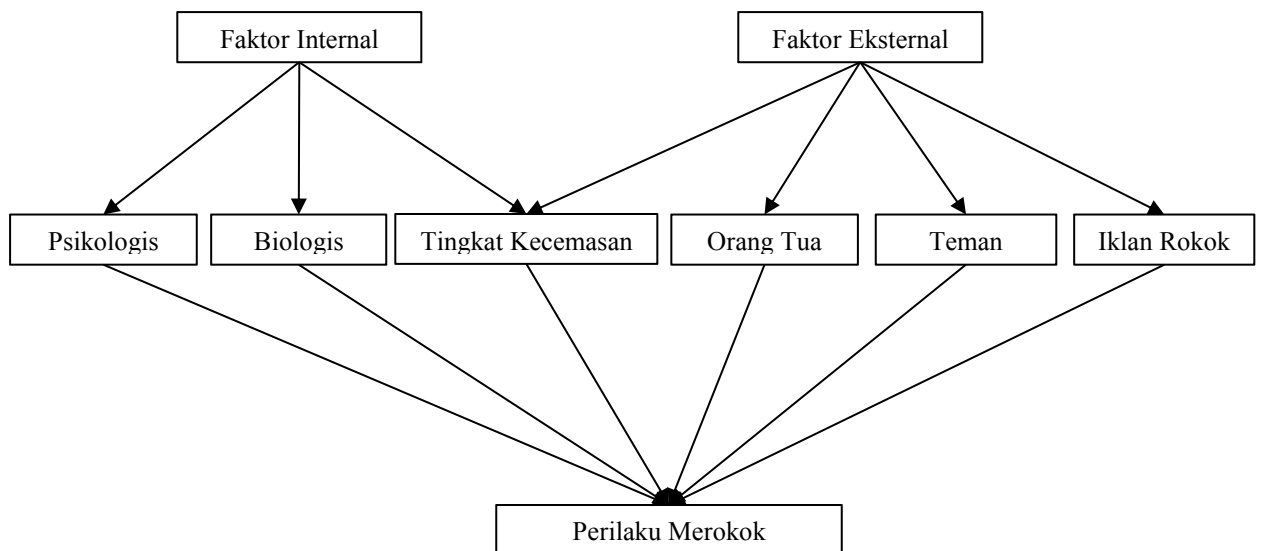 Faktor Internal
Faktor Eksternal
Psikologis
Biologis
Tingkat Kecemasan
Orang Tua
Teman
Iklan Rokok
Perilaku Merokok